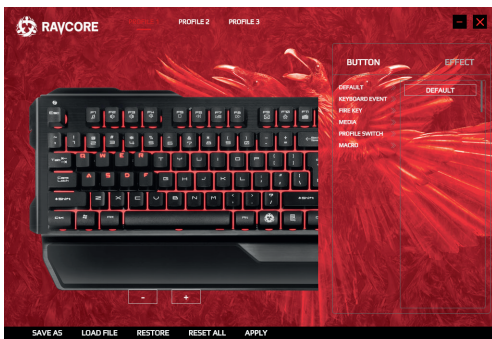 RAVCORE
PROFILE 2 PROFILE 3
BUTTON EFFECT
DEFAULT
KEYBOARD EVENT
FIRE KEY
MEDIA
PROFILE SWITCH
MACRO
DEFAULT
Q W E R T Y U I O P
A S D F G H J K L
Z X C V B N M
- +
SAVE AS LOAD FILE RESTORE RESET ALL APPLY